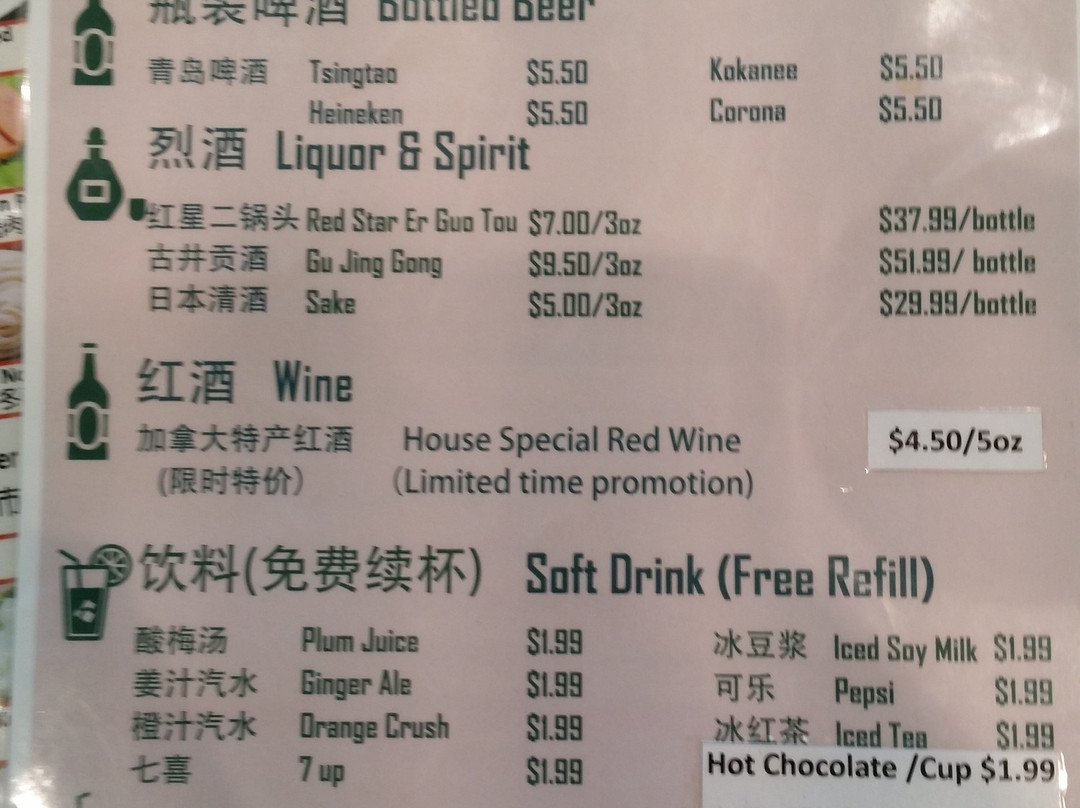 瓶装啤酒 Bottled Beer
青岛啤酒 Tsingtao $5.50 Kokanee $5.50
Heineken $5.50 Corona $5.50
烈酒 Liquor & Spirit
红星二锅头 Red Star Er Guo Tou $7.00/3oz $37.99/bottle
古井贡酒 Gu Jing Gong $9.50/3oz $51.99/ bottle
日本清酒 Sake $5.00/3oz $29.99/bottle
红酒 Wine
加拿大特产红酒 House Special Red Wine $4.50/5oz
(限时特价) (Limited time promotion)
饮料(免费续杯) Soft Drink (Free Refill)
酸梅汤 Plum Juice $1.99 冰豆浆 Iced Soy Milk $1.99
姜汁汽水 Ginger Ale $1.99 可乐 Pepsi $1.99
橙汁汽水 Orange Crush $1.99 冰红茶 Iced Tea $1.99
七喜 7 up $1.99 Hot Chocolate /Cup $1.99